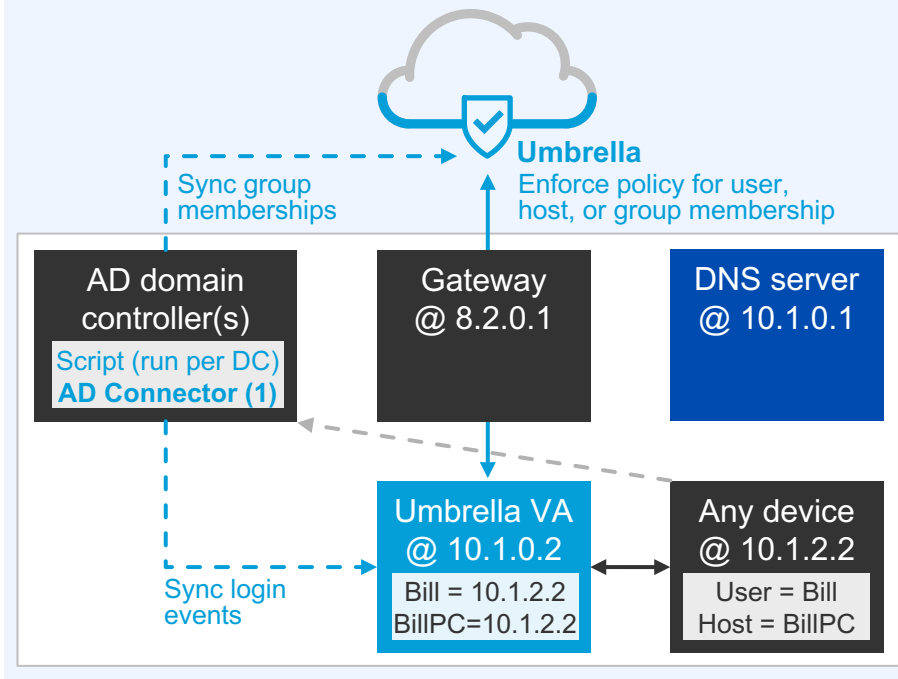 Umbrella
Enforce policy for user,
host, or group membership
Sync group
memberships
AD domain
controller(s)
Script (run per DC)
AD Connector (1)
Gateway
@ 8.2.0.1
DNS server
@ 10.1.0.1
Umbrella VA
@ 10.1.0.2
Bill = 10.1.2.2
BillPC=10.1.2.2
Any device
@ 10.1.2.2
User = Bill
Host = BillPC
Sync login
events